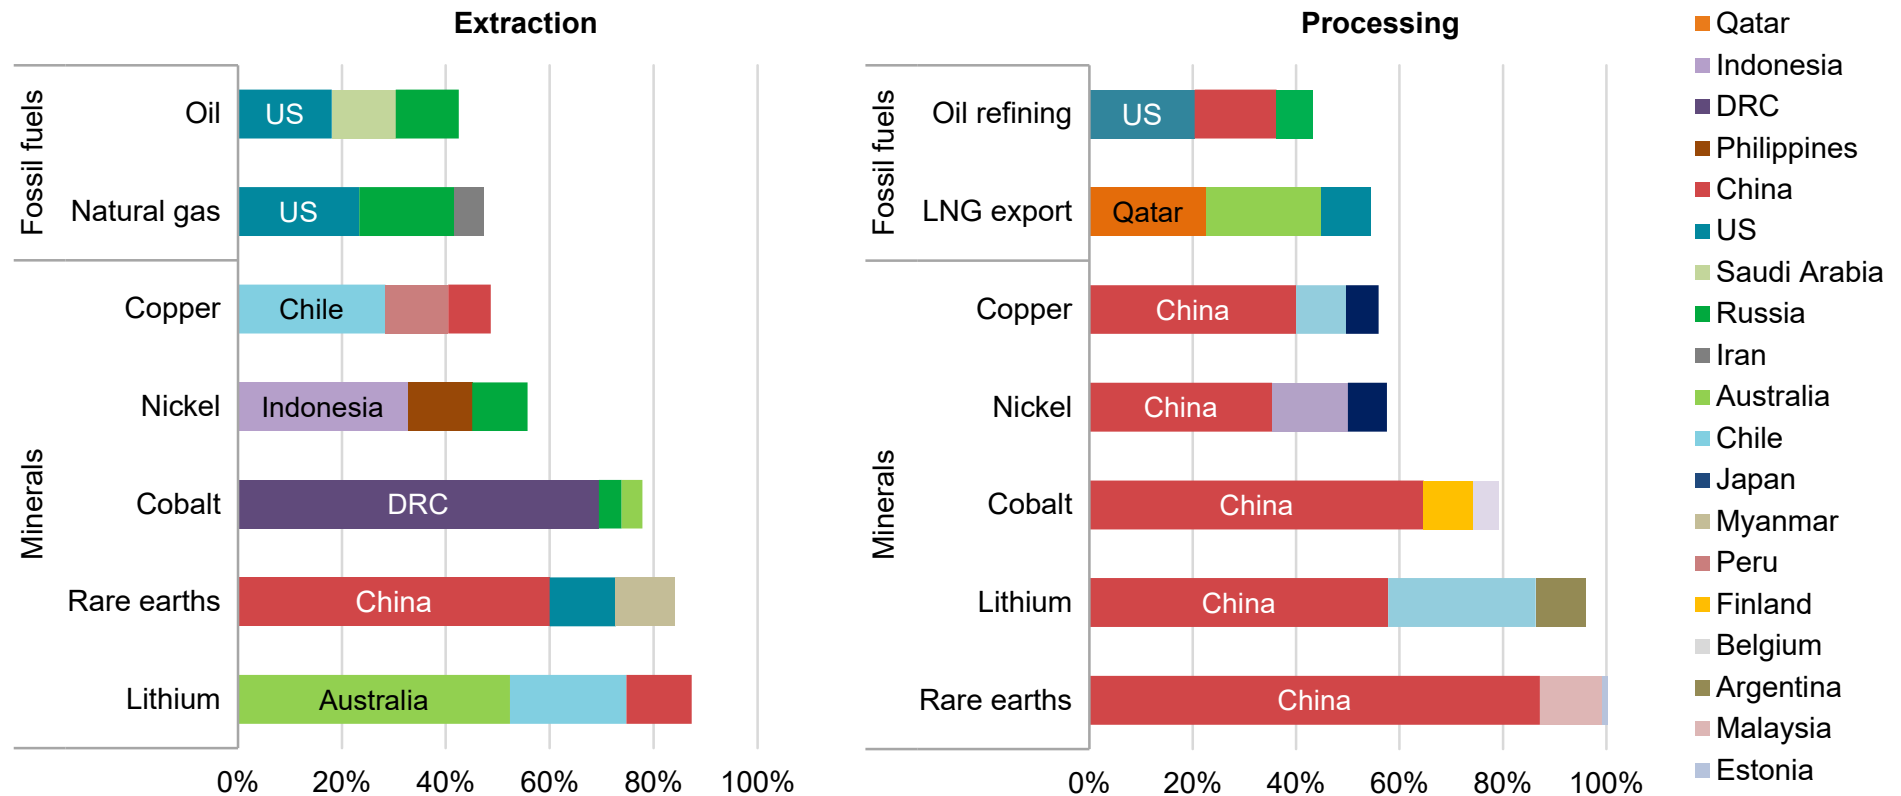 Extraction
Fossil fuels
Oil
US
Natural gas
US
Minerals
Copper
Chile
Nickel
Indonesia
Cobalt
DRC
Rare earths
China
Lithium
Australia
0% 20% 40% 60% 80% 100%
Processing
Fossil fuels
Oil refining
US
LNG export
Qatar
Minerals
Copper
China
Nickel
China
Cobalt
China
Lithium
China
Rare earths
China
0% 20% 40% 60% 80% 100%
Qatar
Indonesia
DRC
Philippines
China
US
Saudi Arabia
Russia
Iran
Australia
Chile
Japan
Myanmar
Peru
Finland
Belgium
Argentina
Malaysia
Estonia